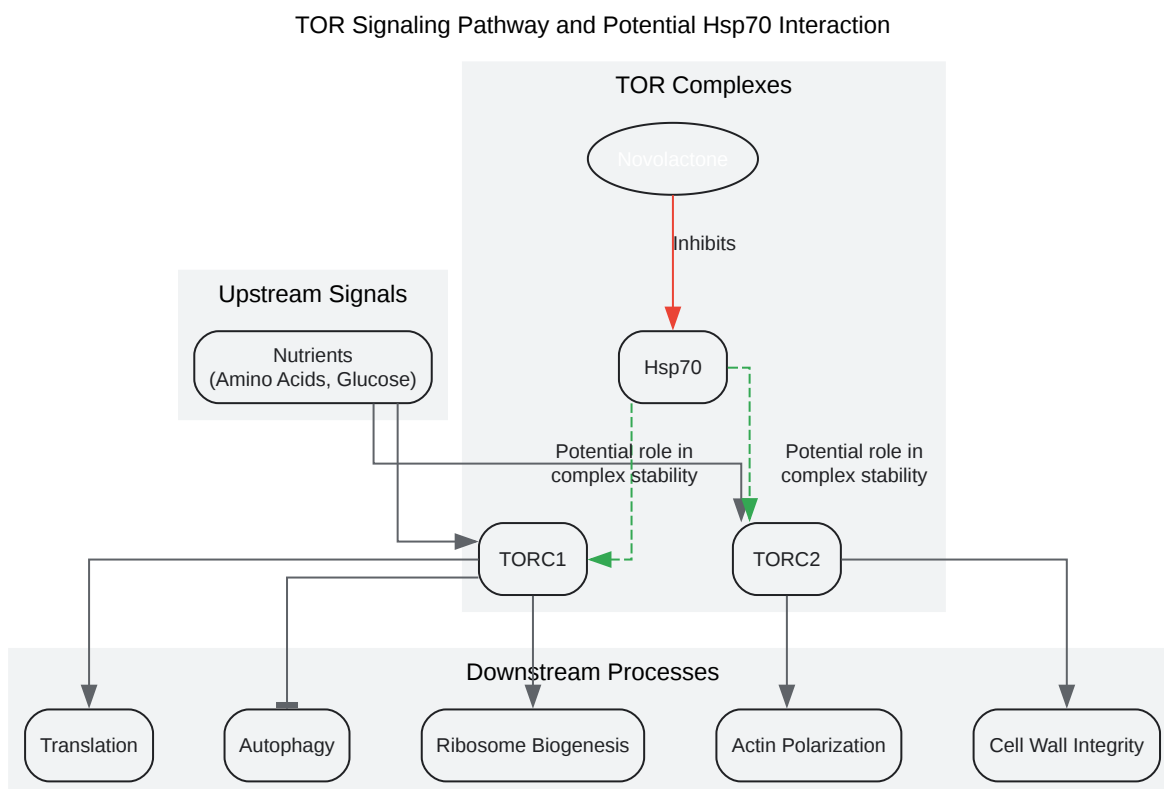 TOR Signaling Pathway and Potential Hsp70 Interaction
TOR Complexes
Novolactone
Inhibits
Upstream Signals
Nutrients
(Amino Acids, Glucose)
Hsp70
Potential role in
complex stability
Potential role in
complex stability
TORC1
TORC2
Downstream Processes
Translation
Autophagy
Ribosome Biogenesis
Actin Polarization
Cell Wall Integrity